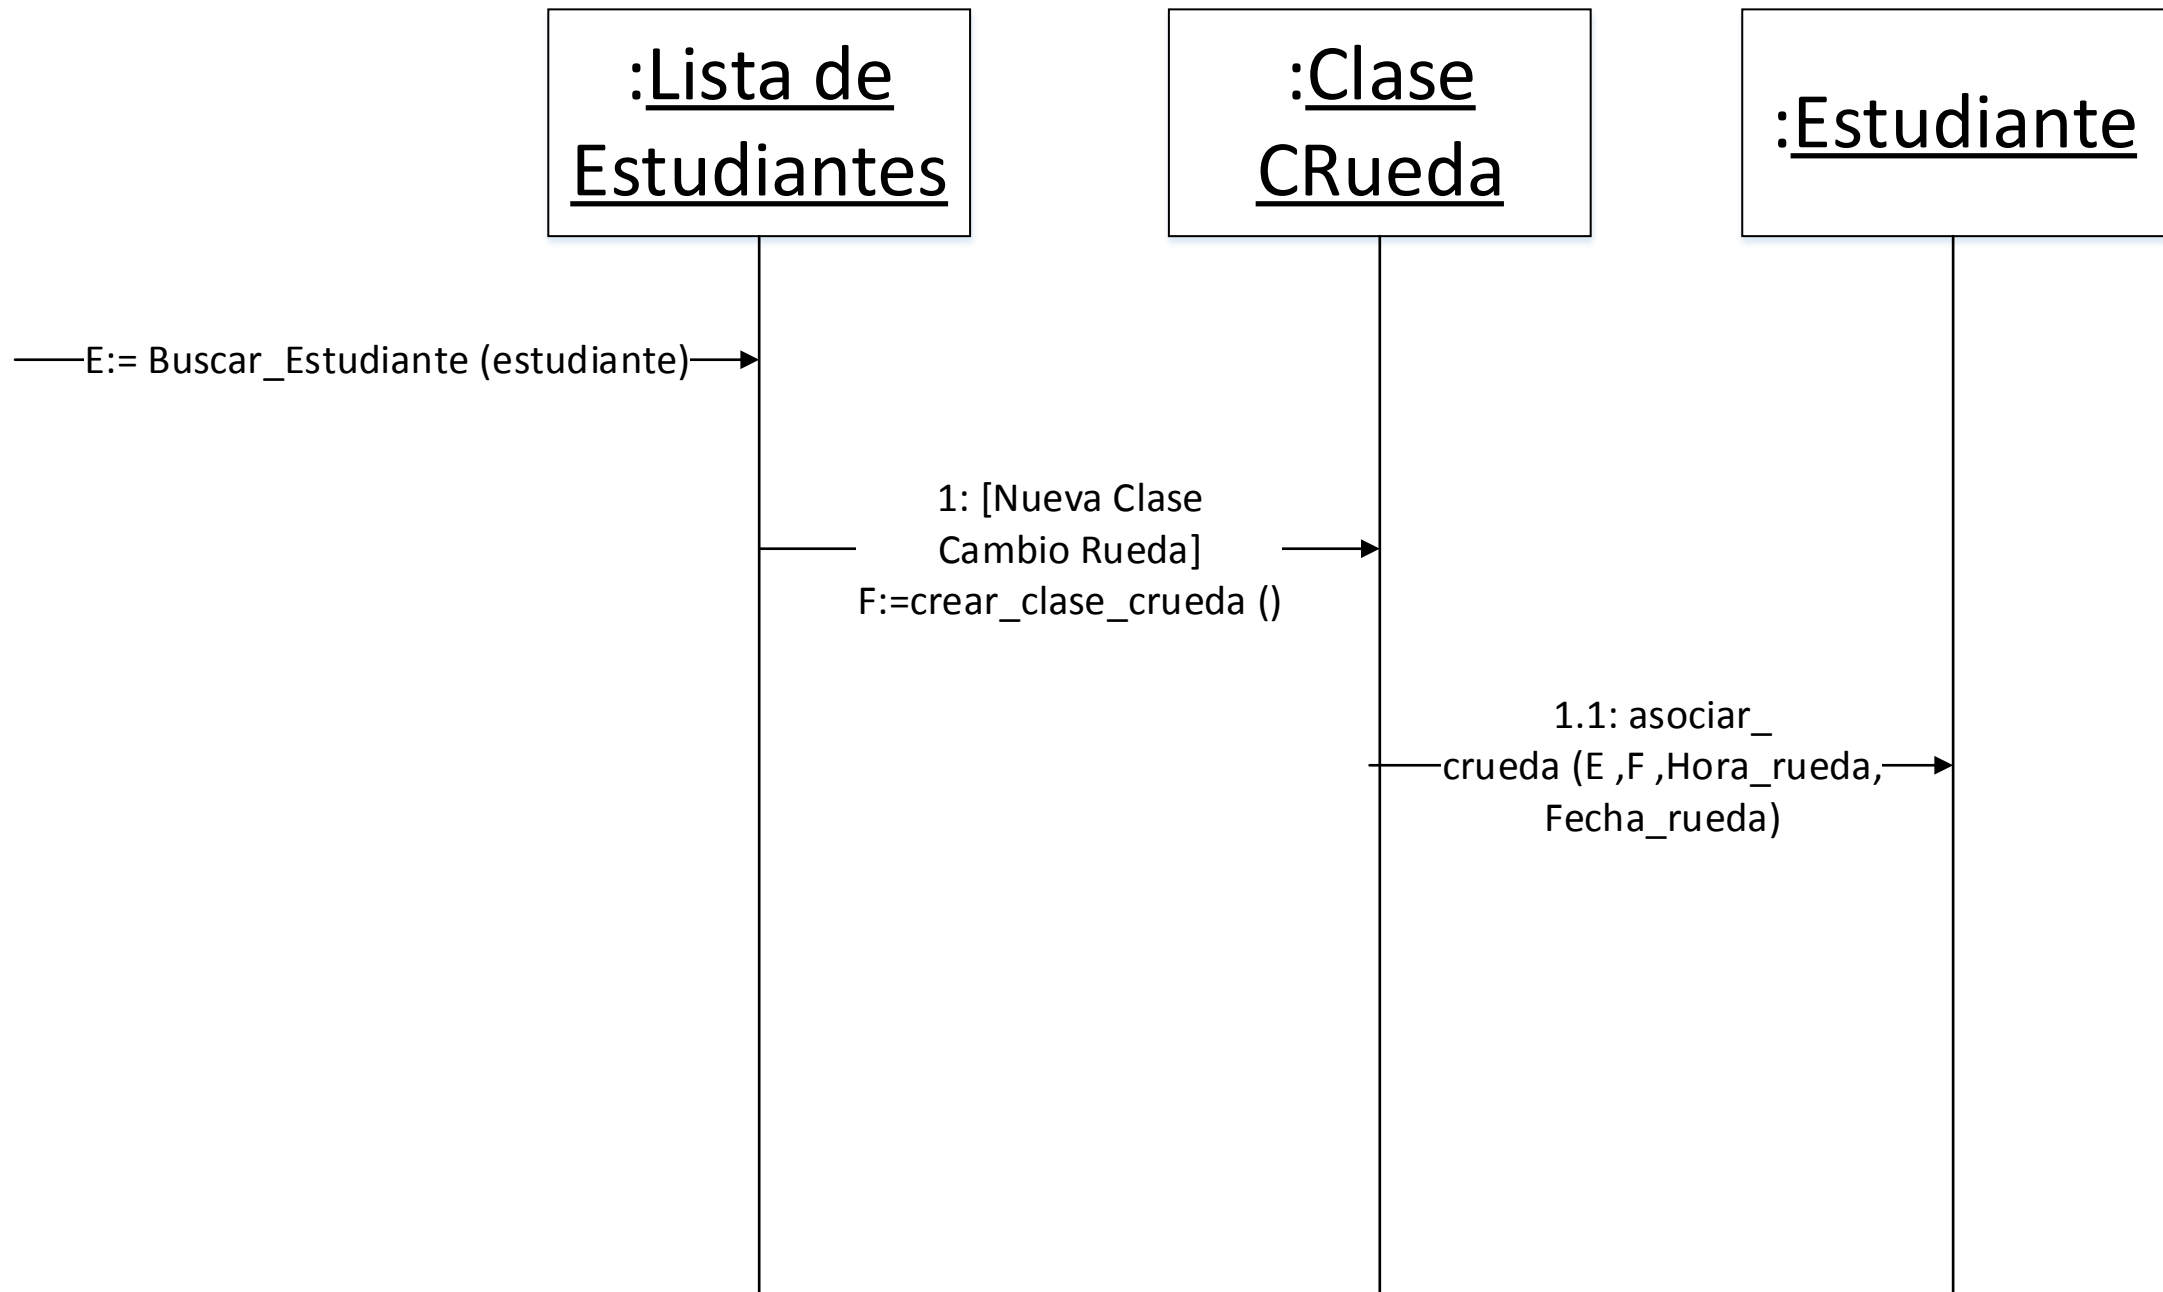 :Lista de
Estudiantes
:Clase
CRueda
:Estudiante
E:= Buscar_Estudiante (estudiante)
1: [Nueva Clase
Cambio Rueda]
F:=crear_clase_crueda ()
1.1: asociar_
crueda (E ,F ,Hora_rueda,
Fecha_rueda)